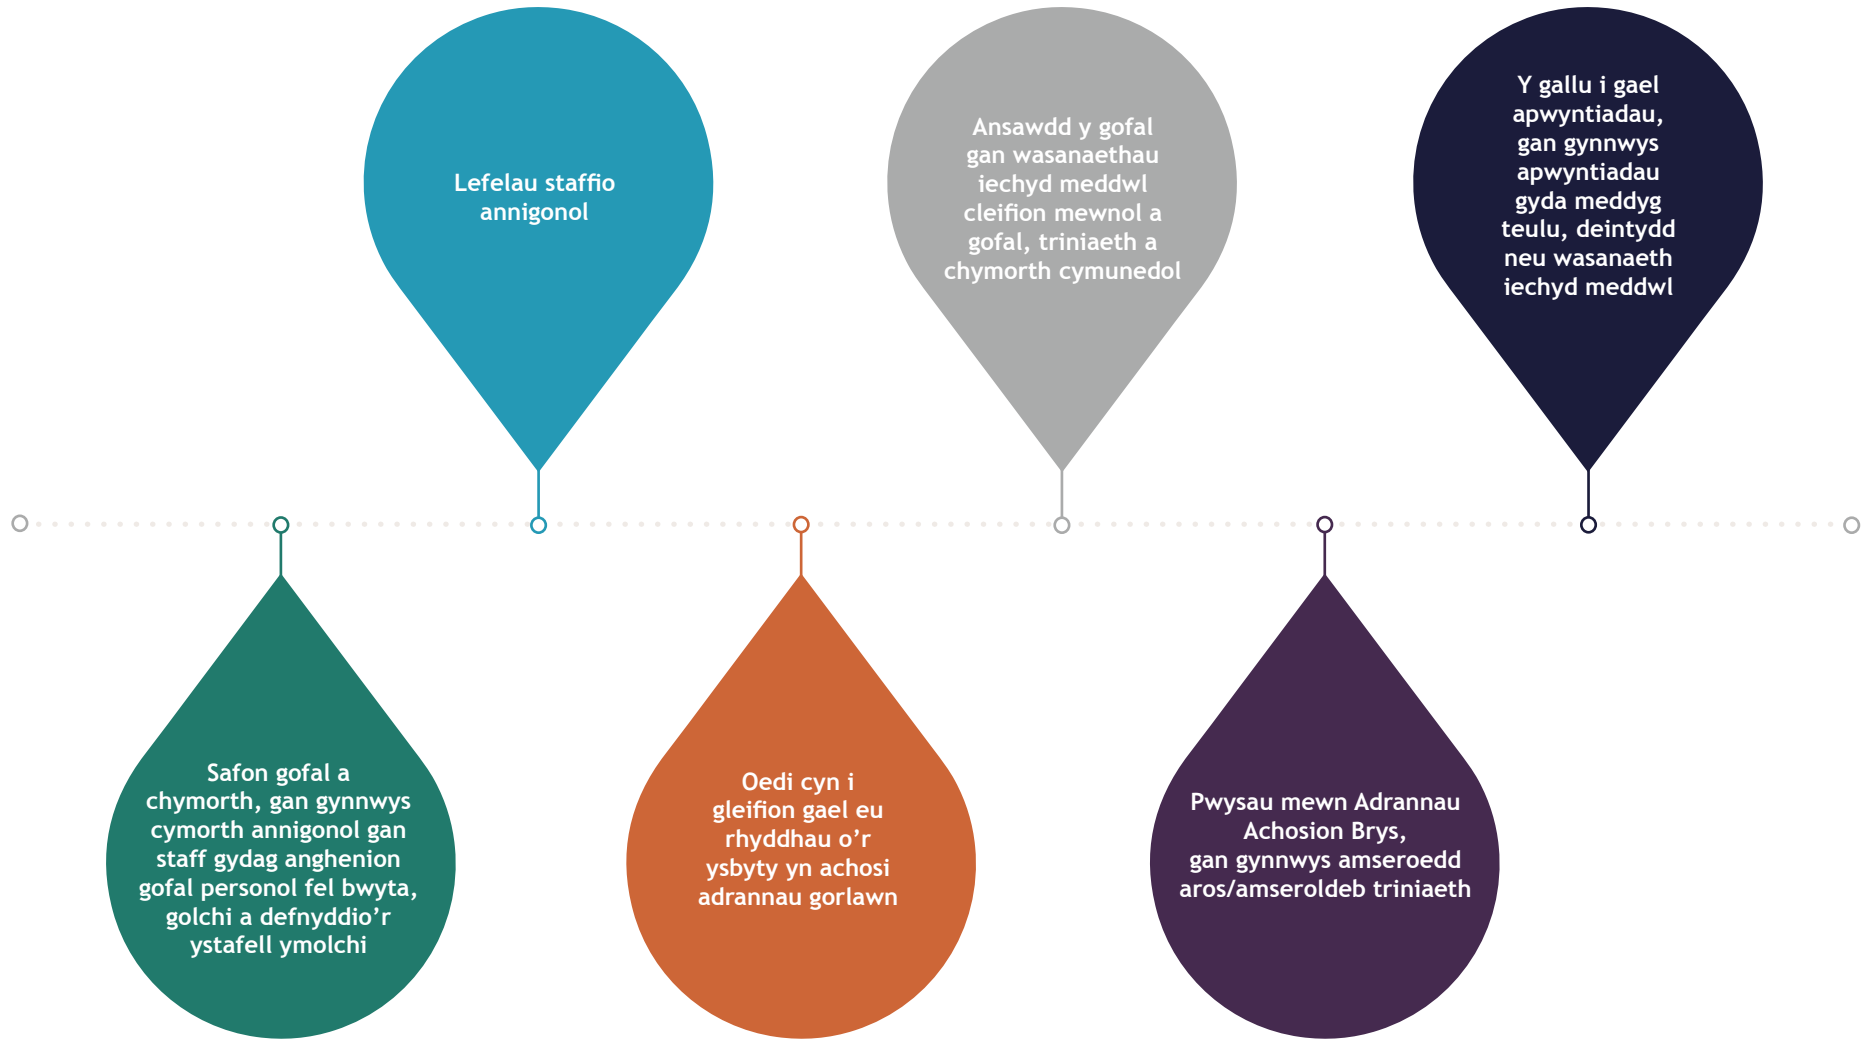 Lefelau staffio
annigonol
Ansawdd y gofal
gan wasanaethau
iechyd meddwl
cleifion mewnol a
gofal, triniaeth a
chymorth cymunedol
Y gallu i gael
apwyntiadau,
gan gynnwys
apwyntiadau
gyda meddyg
teulu, deintydd
neu wasanaeth
iechyd meddwl
Safon gofal a
chymorth, gan gynnwys
cymorth annigonol gan
staff gydag anghenion
gofal personol fel bwyta,
golchi a defnyddio’r
ystafell ymolchi
Oedi cyn i
gleifion gael eu
rhyddhau o’r
ysbyty yn achosi
adrannau gorlawn
Pwysau mewn Adrannau
Achosion Brys,
gan gynnwys amseroedd
aros/amseroldeb triniaeth